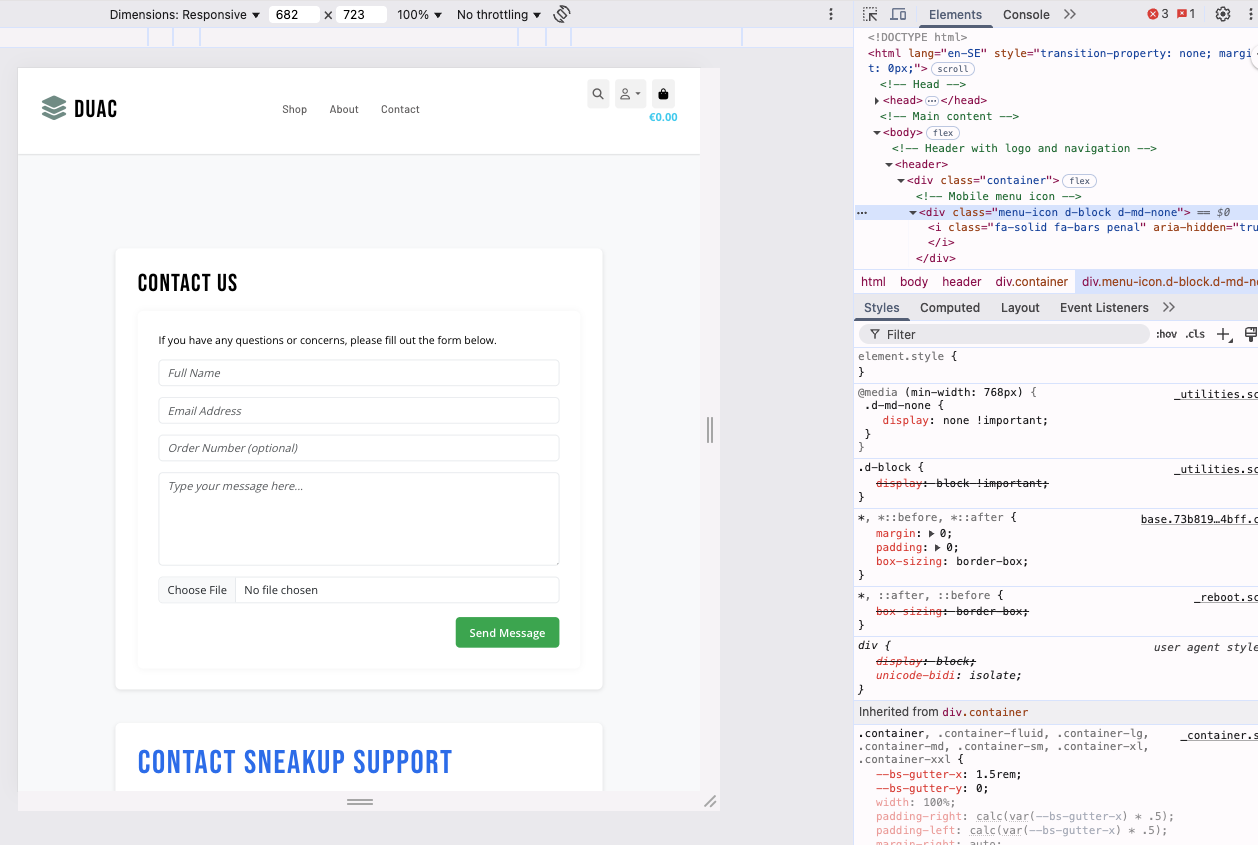 Dimensions: Responsive 682 x 723 100% No throttling
DUAC
Shop About Contact
€0.00
CONTACT US
If you have any questions or concerns, please fill out the form below.
Full Name
Email Address
Order Number (optional)
Type your message here...
Choose File No file chosen
Send Message
CONTACT SNEAKUP SUPPORT
Elements Console 3 1
<!DOCTYPE html>
<html lang="en-SE" style="transition-property: none; margi
t: 0px;"> scroll
<!-- Head -->
<head> </head>
<!-- Main content -->
<body> flex
<!-- Header with logo and navigation -->
<header>
<div class="container"> flex
<!-- Mobile menu icon -->
<div class="menu-icon d-block d-md-none"> == $0
<i class="fa-solid fa-bars penal" aria-hidden="tru
</i>
</div>
html body header div.container div.menu-icon.d-block.d-md-no
Styles Computed Layout Event Listeners
Filter :hov .cls
element.style {
}
@media (min-width: 768px) { _utilities.sc
.d-md-none {
display: none !important;
}
}
.d-block { _utilities.sc
display: block !important;
}
*, *::before, *::after { base.73b819…4bff.c
margin: 0;
padding: 0;
box-sizing: border-box;
}
*, ::after, ::before { _reboot.sc
box-sizing: border-box;
}
div { user agent style
display: block;
unicode-bidi: isolate;
}
Inherited from div.container
.container, .container-fluid, .container-lg, _container.s
.container-md, .container-sm, .container-xl,
.container-xxl {
--bs-gutter-x: 1.5rem;
--bs-gutter-y: 0;
width: 100%;
padding-right: calc(var(--bs-gutter-x) * .5);
padding-left: calc(var(--bs-gutter-x) * .5);
margin-right: auto;